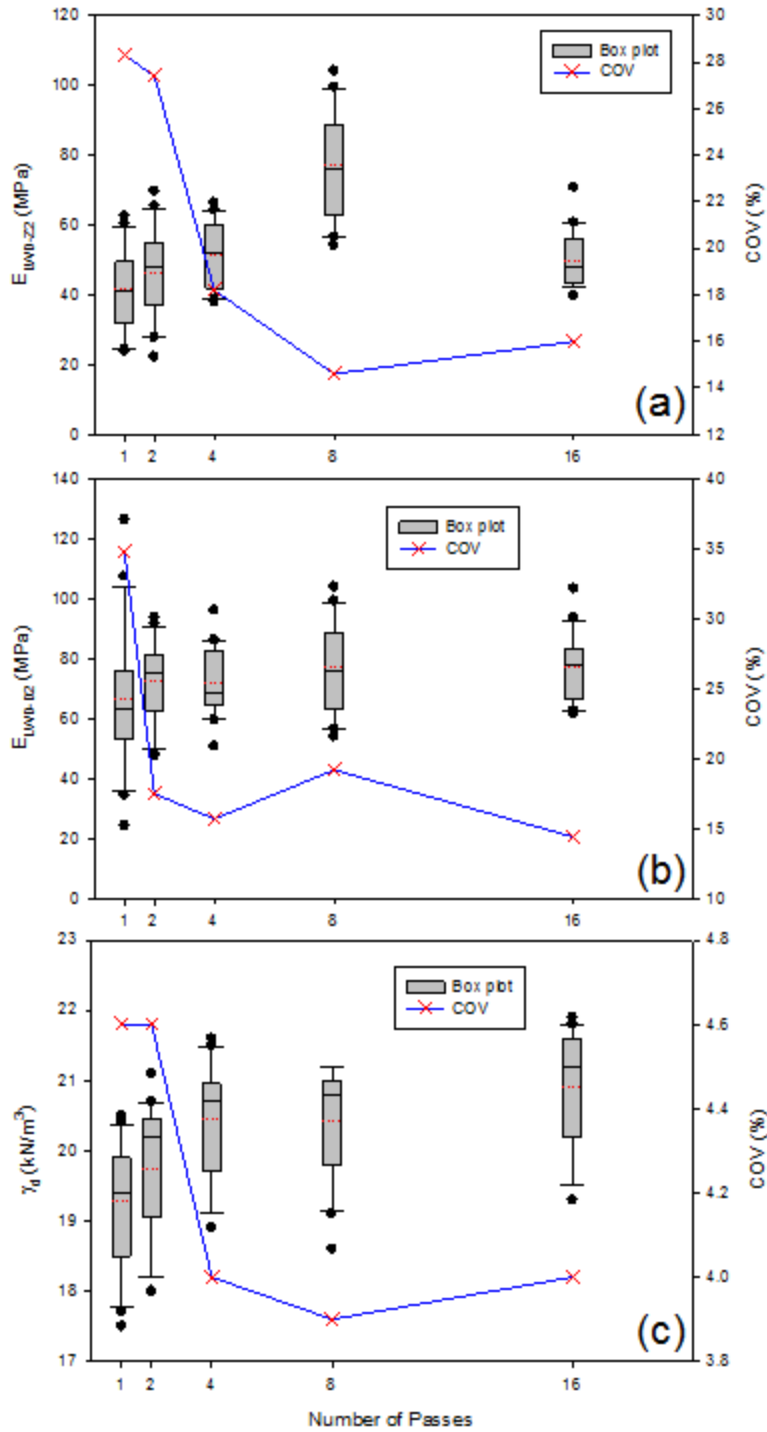 120
100
80
60
40
20
0
E_LWD-Z2 (MPa)
30
28
26
24
22
20
18
16
14
12
COV (%)
Box plot
COV
(a)
1 2 4 8 16
140
120
100
80
60
40
20
0
E_LWD-D2 (MPa)
40
35
30
25
20
15
10
COV (%)
Box plot
COV
(b)
1 2 4 8 16
23
22
21
20
19
18
17
γd (kN/m³)
4.8
4.6
4.4
4.2
4.0
3.8
COV (%)
Box plot
COV
(c)
1 2 4 8 16
Number of Passes